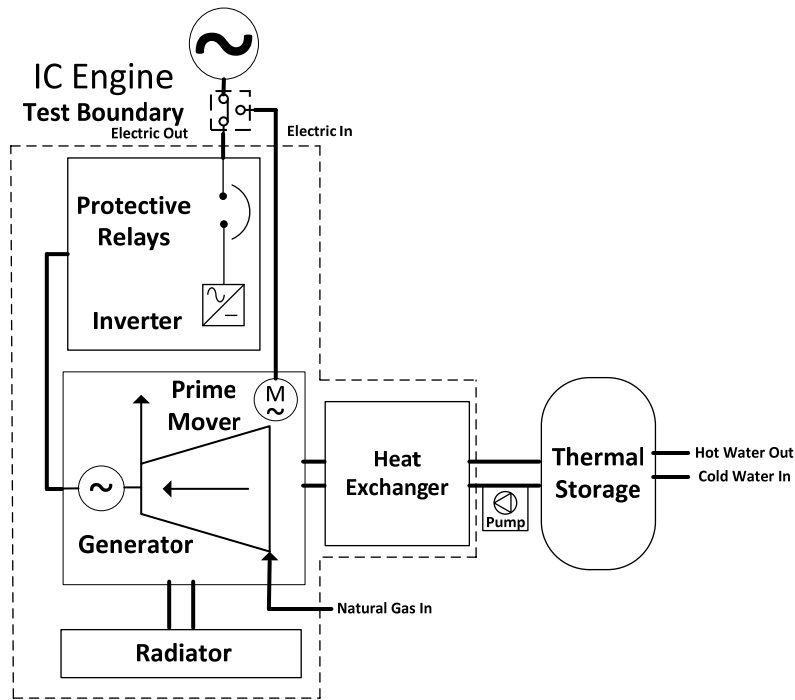 IC Engine
Test Boundary
Electric Out
Electric In
Protective
Relays
Inverter
Prime
Mover
M
Generator
Heat
Exchanger
Thermal
Storage
Hot Water Out
Cold Water In
Pump
Natural Gas In
Radiator